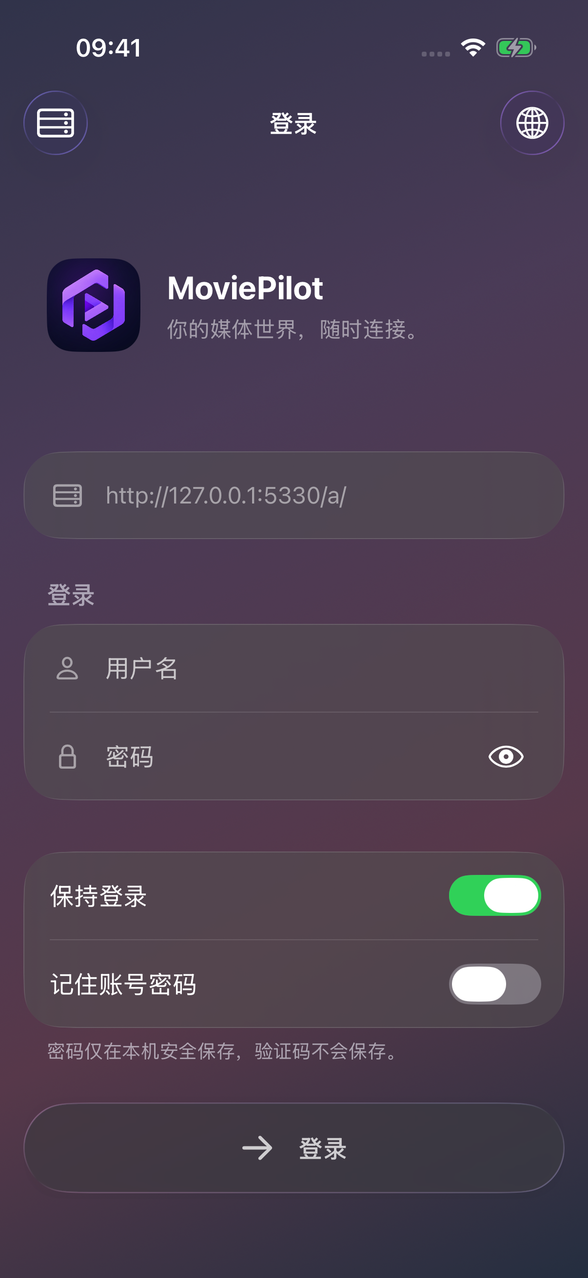 09:41
登录
MoviePilot
你的媒体世界，随时连接。
http://127.0.0.1:5330/a/
登录
用户名
密码
保持登录
记住账号密码
密码仅在本机安全保存，验证码不会保存。
登录